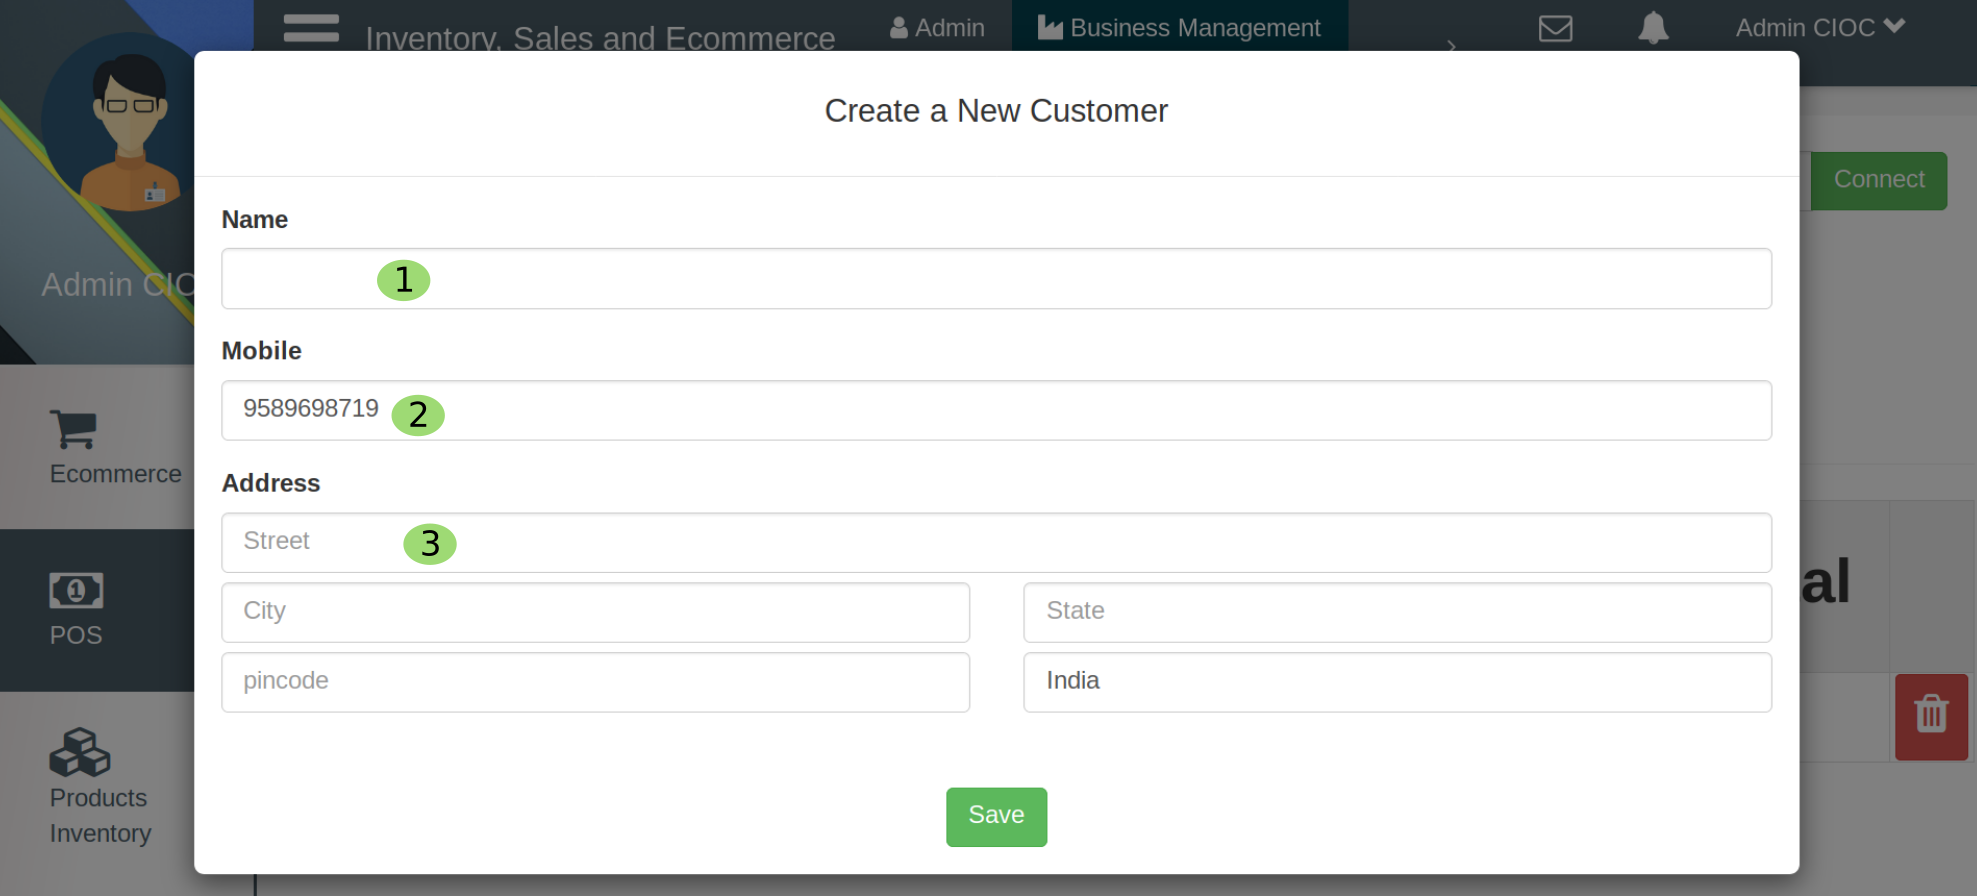 Inventory, Sales and Ecommerce
Admin
Business Management
Admin CIOC
Create a New Customer
Connect
Name
1
Admin CIOC
Mobile
9589698719 2
Ecommerce
Address
Street 3
City
State
al
POS
pincode
India
Products
Inventory
Save